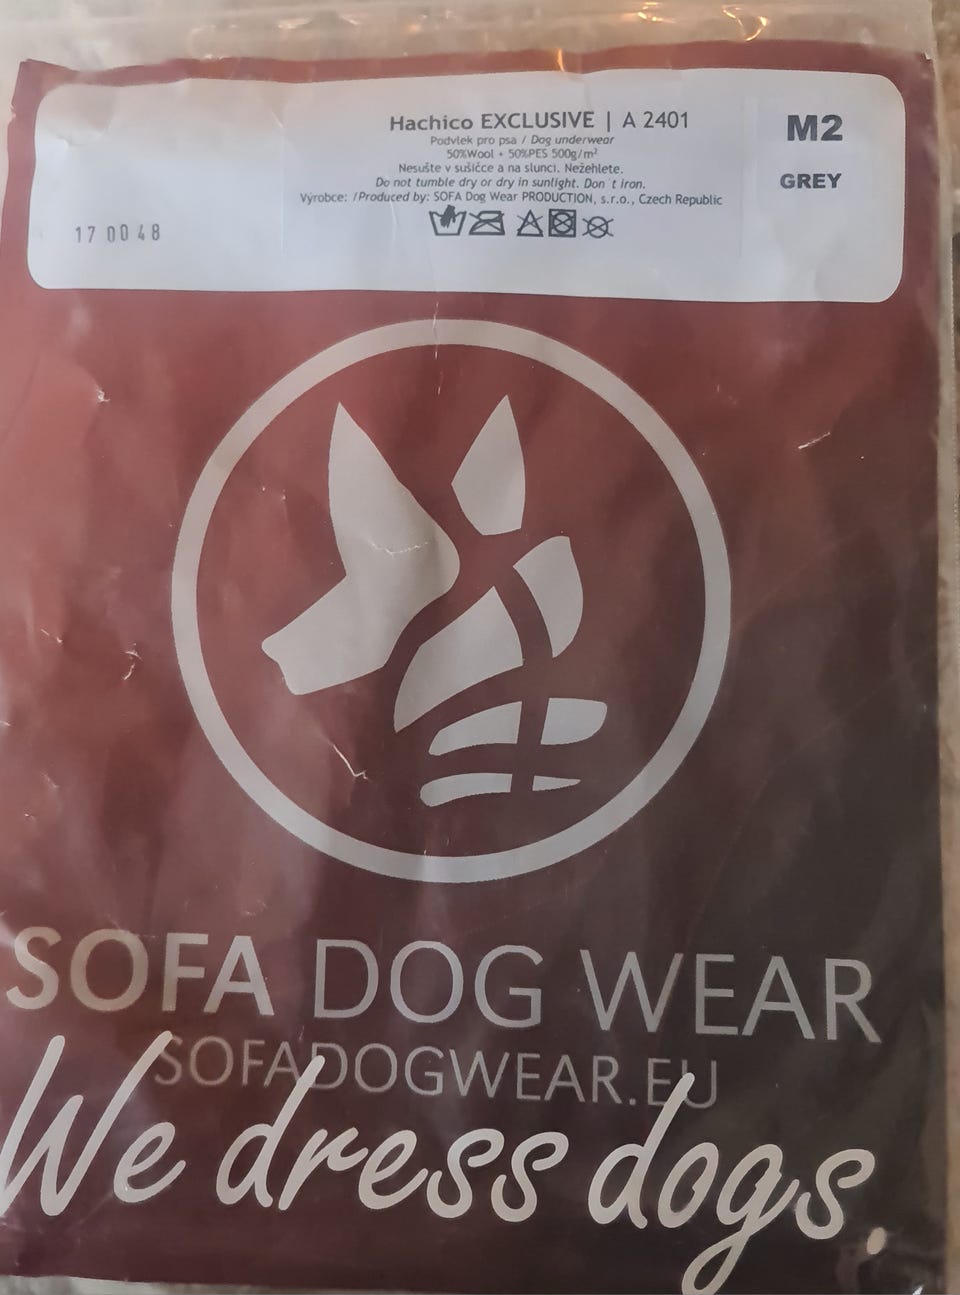 Hachico EXCLUSIVE | A 2401
Podvlek pro psa / Dog underwear
50%Wool + 50%PES 500g/m²
Nesušte v sušičce a na slunci. Nežehlete.
Do not tumble dry or dry in sunlight. Don´t iron.
Výrobce: /Produced by: SOFA Dog Wear PRODUCTION, s.r.o., Czech Republic
M2
GREY
17 00 48
SOFA DOG WEAR
SOFADOGWEAR.EU
We dress dogs.